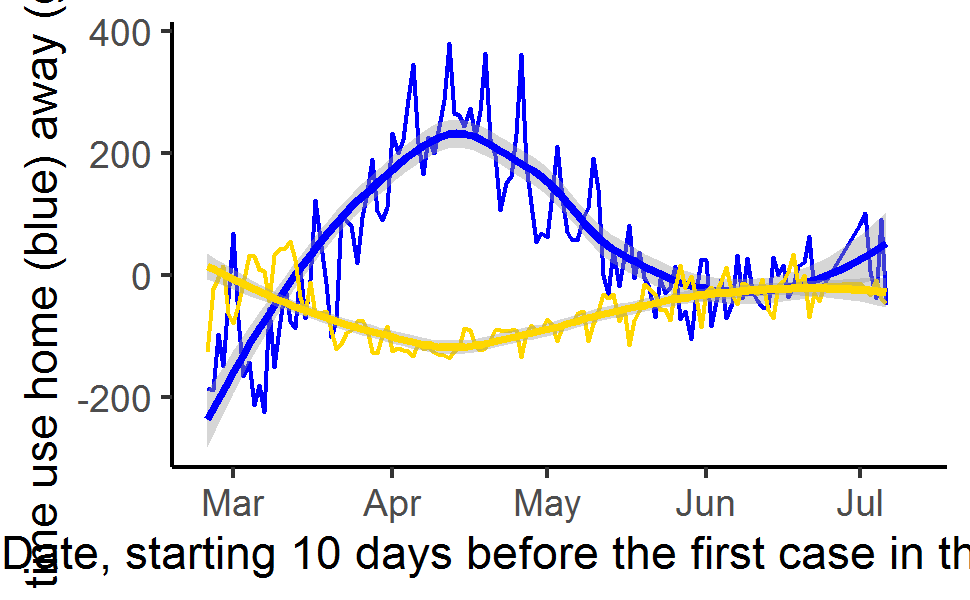 time use home (blue) away (
400
200
0
-200
Mar Apr May Jun Jul
Date, starting 10 days before the first case in th